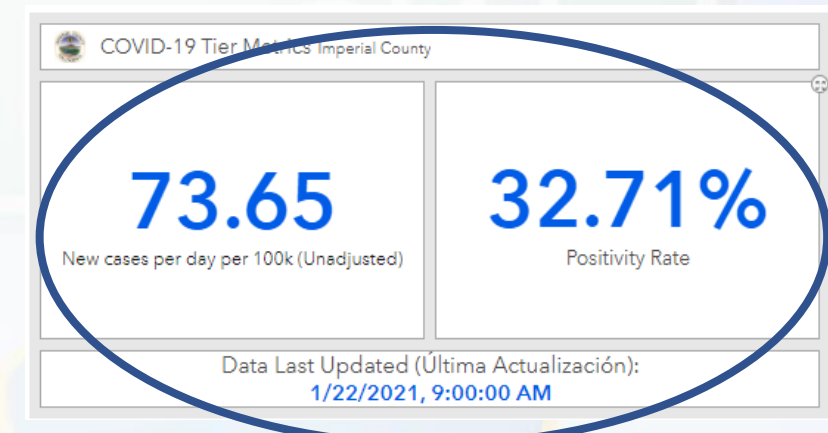 COVID-19 Tier Metrics Imperial County
73.65
New cases per day per 100k (Unadjusted)
32.71%
Positivity Rate
Data Last Updated (Última Actualización):
1/22/2021, 9:00:00 AM